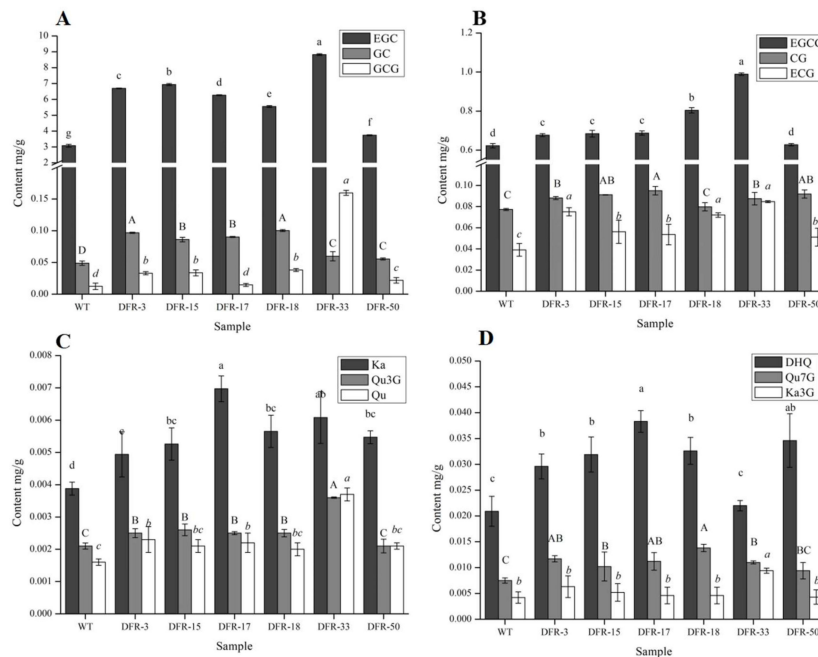 A
EGC
GC
GCG
Content mg/g
10
9
8
7
6
5
4
3
2
0.15
0.10
0.05
0.00
g
c
b
d
e
a
f
D
A
B
B
A
C
C
d
b
b
d
b
a
c
WT
DFR-3
DFR-15
DFR-17
DFR-18
DFR-33
DFR-50
Sample
B
EGCG
CG
ECG
Content mg/g
1.2
1.0
0.8
0.6
0.10
0.08
0.06
0.04
0.02
0.00
d
c
c
c
b
a
d
C
B
AB
A
C
B
AB
c
a
b
b
a
a
b
WT
DFR-3
DFR-15
DFR-17
DFR-18
DFR-33
DFR-50
Sample
C
Ka
Qu3G
Qu
Content mg/g
0.008
0.007
0.006
0.005
0.004
0.003
0.002
0.001
0.000
d
bc
a
bc
ab
bc
C
B
B
B
B
A
C
c
b
bc
b
bc
a
bc
WT
DFR-3
DFR-15
DFR-17
DFR-18
DFR-33
DFR-50
Sample
D
DHQ
Qu7G
Ka3G
Content mg/g
0.050
0.045
0.040
0.035
0.030
0.025
0.020
0.015
0.010
0.005
0.000
c
b
b
a
b
c
ab
C
AB
B
AB
A
B
BC
b
b
b
b
b
a
b
WT
DFR-3
DFR-15
DFR-17
DFR-18
DFR-33
DFR-50
Sample